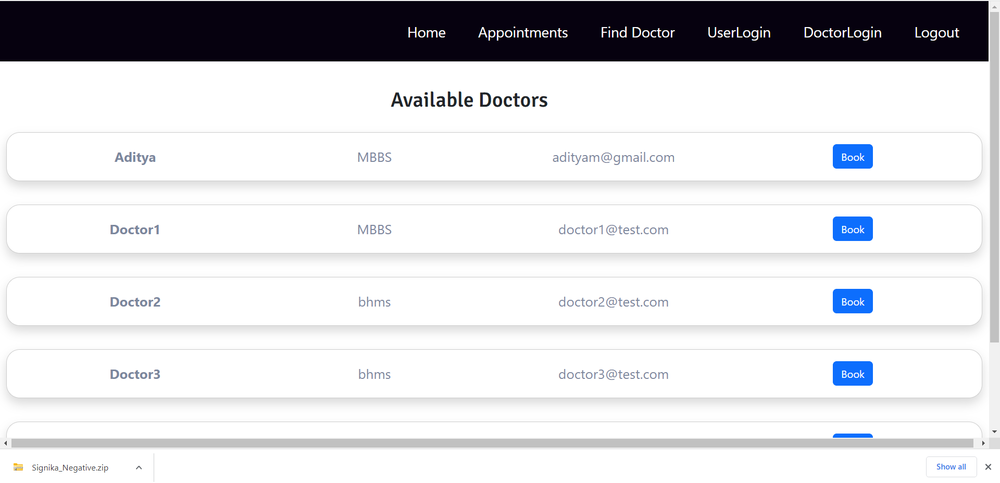 Home Appointments Find Doctor UserLogin DoctorLogin Logout
Available Doctors
Aditya MBBS adityam@gmail.com Book
Doctor1 MBBS doctor1@test.com Book
Doctor2 bhms doctor2@test.com Book
Doctor3 bhms doctor3@test.com Book
Signika_Negative.zip Show all